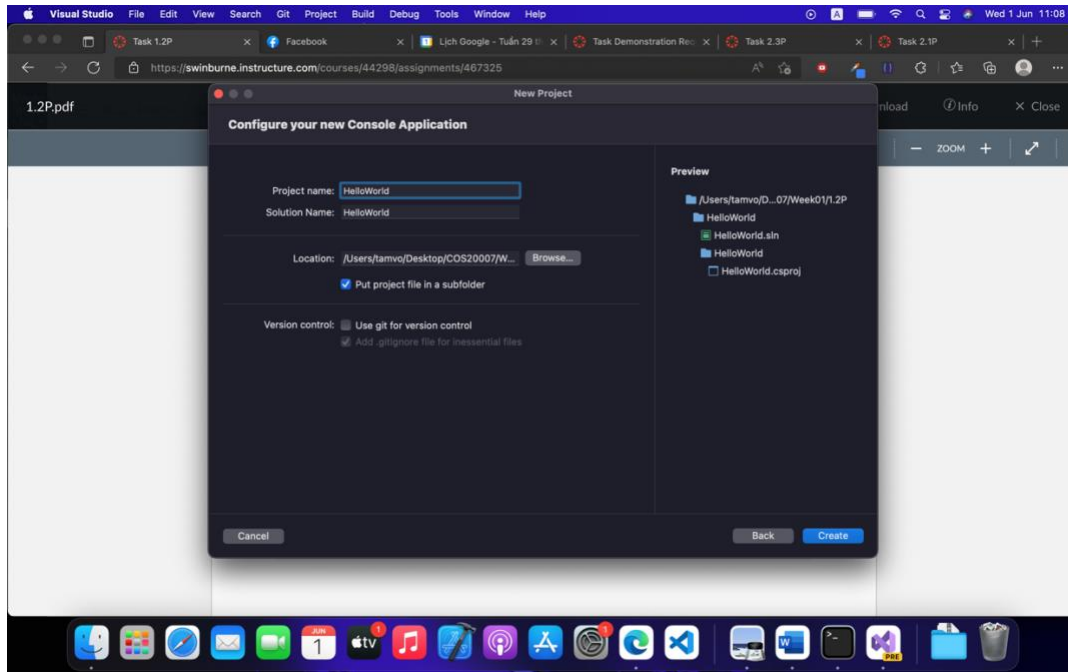 Visual Studio File Edit View Search Git Project Build Debug Tools Window Help
Wed 1 Jun 11:08
Task 1.2P
Facebook
Lịch Google - Tuần 29 th
Task Demonstration Rec
Task 2.3P
Task 2.1P
https://swinburne.instructure.com/courses/44298/assignments/467325
1.2P.pdf
nload
Info
Close
ZOOM
New Project
Configure your new Console Application
Project name: HelloWorld
Solution Name: HelloWorld
Location: /Users/tamvo/Desktop/COS20007/W... Browse...
Put project file in a subfolder
Version control: Use git for version control
Add .gitignore file for inessential files
Preview
/Users/tamvo/D...07/Week01/1.2P
HelloWorld
HelloWorld.sln
HelloWorld
HelloWorld.csproj
Cancel
Back
Create
JUN
1
tv
1
1
PRE